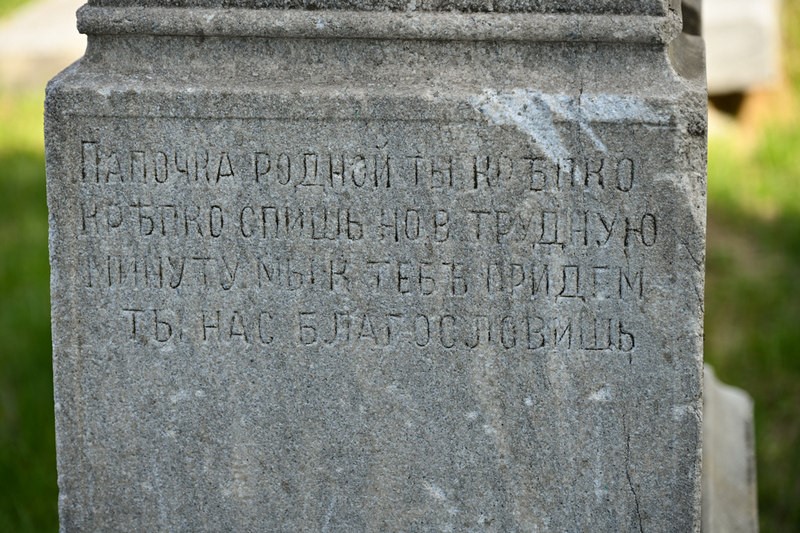 ПАПОЧКА РОДНОЙ ТЫ КРѢПКО
КРѢПКО СПИШЬ НО В ТРУДНУЮ
МИНУТУ МЫ К ТЕБѢ ПРИДЕМ
ТЫ НАС БЛАГОСЛОВИШЬ